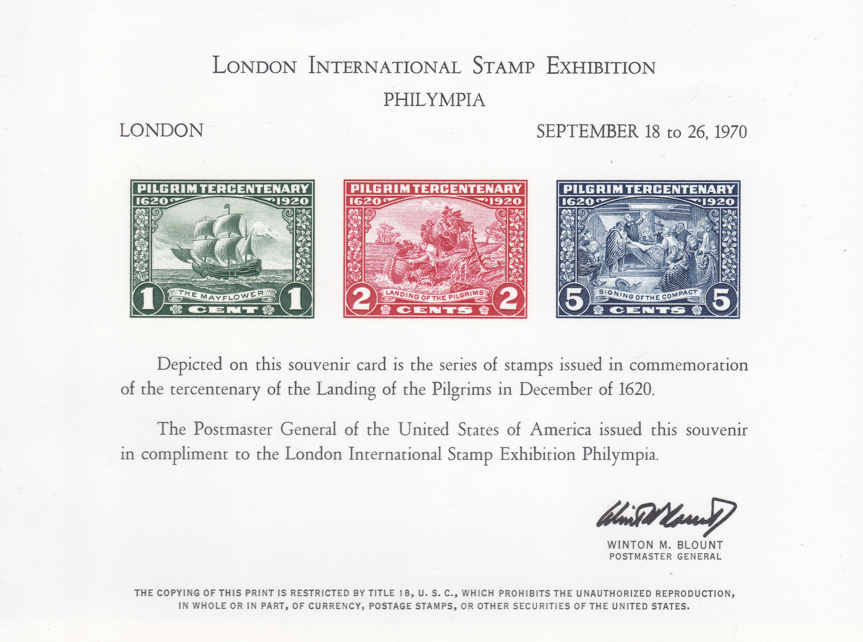 London International Stamp Exhibition
PHILYMPIA
LONDON SEPTEMBER 18 to 26, 1970
PILGRIM TERCENTENARY
1620 1920
THE MAYFLOWER
1 CENT 1
PILGRIM TERCENTENARY
1620 1920
LANDING OF THE PILGRIMS
2 CENTS 2
PILGRIM TERCENTENARY
1620 1920
SIGNING OF THE COMPACT
5 CENTS 5
Depicted on this souvenir card is the series of stamps issued in commemoration
of the tercentenary of the Landing of the Pilgrims in December of 1620.
The Postmaster General of the United States of America issued this souvenir
in compliment to the London International Stamp Exhibition Philympia.
Winton M. Blount
WINTON M. BLOUNT
POSTMASTER GENERAL
THE COPYING OF THIS PRINT IS RESTRICTED BY TITLE 18, U. S. C., WHICH PROHIBITS THE UNAUTHORIZED REPRODUCTION,
IN WHOLE OR IN PART, OF CURRENCY, POSTAGE STAMPS, OR OTHER SECURITIES OF THE UNITED STATES.